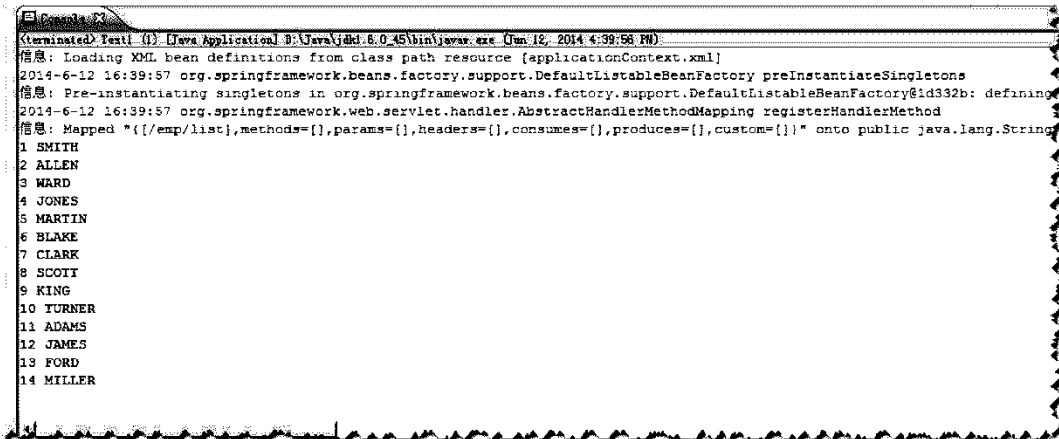 Console
<terminated> Test1 (1) [Java Application] D:\Java\jdk1.6.0_45\bin\javaw.exe (Jun 12, 2014 4:39:56 PM)
信息: Loading XML bean definitions from class path resource [applicationContext.xml]
2014-6-12 16:39:57 org.springframework.beans.factory.support.DefaultListableBeanFactory preInstantiateSingletons
信息: Pre-instantiating singletons in org.springframework.beans.factory.support.DefaultListableBeanFactory@1d332b: defining
2014-6-12 16:39:57 org.springframework.web.servlet.handler.AbstractHandlerMethodMapping registerHandlerMethod
信息: Mapped "{[/emp/list],methods=[],params=[],headers=[],consumes=[],produces=[],custom=[]}" onto public java.lang.String
1 SMITH
2 ALLEN
3 WARD
4 JONES
5 MARTIN
6 BLAKE
7 CLARK
8 SCOTT
9 KING
10 TURNER
11 ADAMS
12 JAMES
13 FORD
14 MILLER